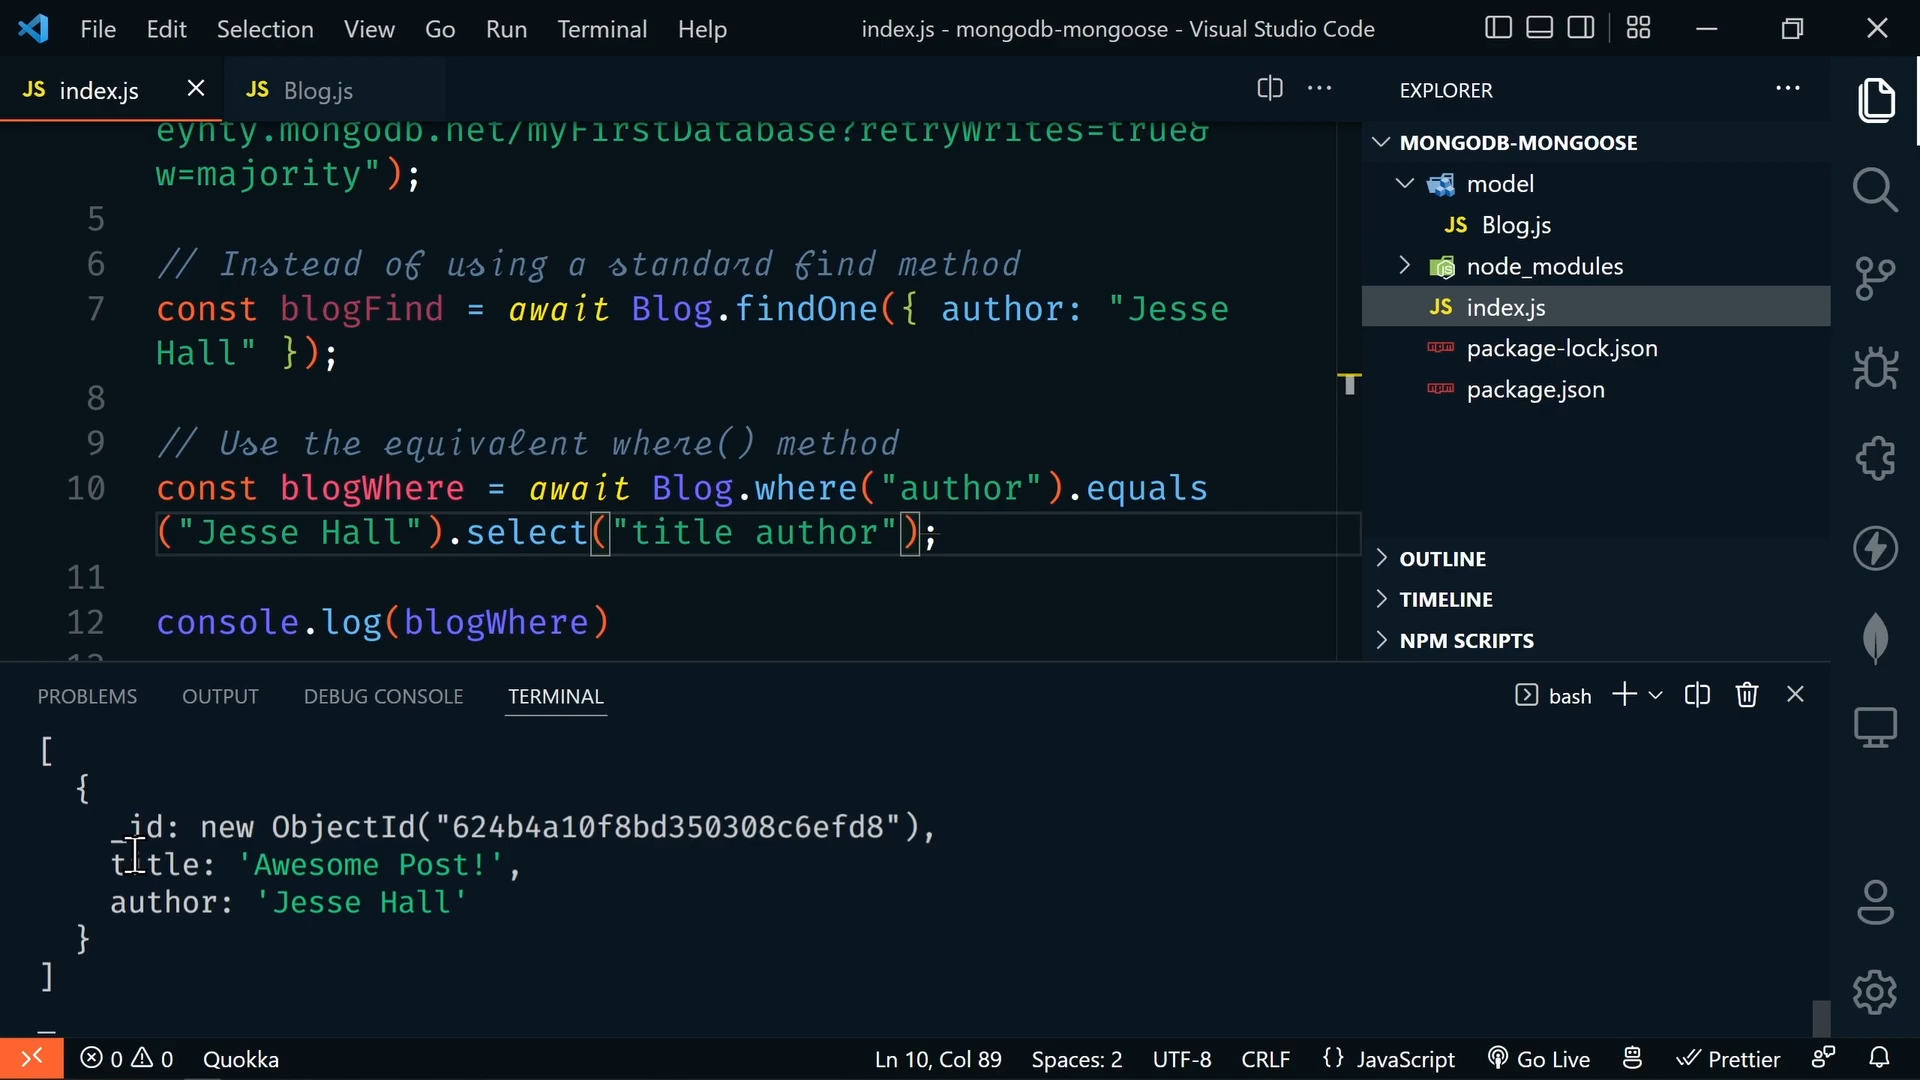 File Edit Selection View Go Run Terminal Help index.js - mongodb-mongoose - Visual Studio Code
JS index.js JS Blog.js
eyhty.mongodb.net/myFirstDatabase?retryWrites=true&
w=majority");
5
6 // Instead of using a standard find method
7 const blogFind = await Blog.findOne({ author: "Jesse
Hall" });
8
9 // Use the equivalent where() method
10 const blogWhere = await Blog.where("author").equals
("Jesse Hall").select("title author");
11
12 console.log(blogWhere)
EXPLORER
MONGODB-MONGOOSE
model
JS Blog.js
node_modules
JS index.js
package-lock.json
package.json
OUTLINE
TIMELINE
NPM SCRIPTS
PROBLEMS OUTPUT DEBUG CONSOLE TERMINAL bash
[
{
_id: new ObjectId("624b4a10f8bd350308c6efd8"),
title: 'Awesome Post!',
author: 'Jesse Hall'
}
]
0 0 Quokka Ln 10, Col 89 Spaces: 2 UTF-8 CRLF {} JavaScript Go Live Prettier